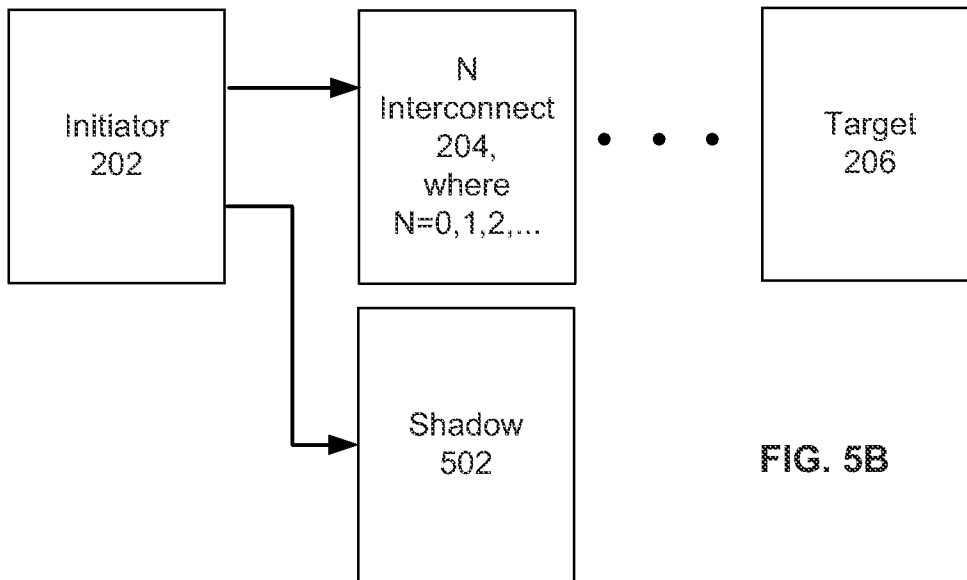 Initiator
202
N
Interconnect
204,
where
N=0,1,2,...
Target
206
Shadow
502
FIG. 5B